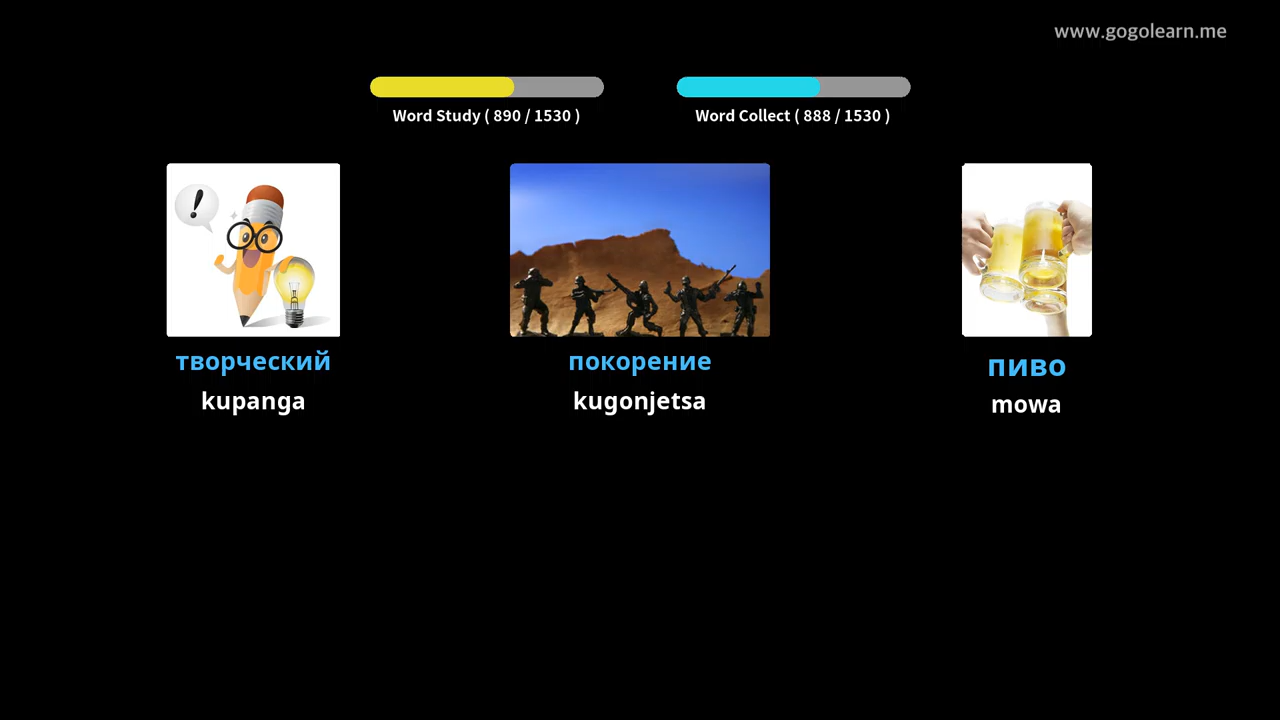 www.gogolearn.me
Word Study ( 890 / 1530 )
Word Collect ( 888 / 1530 )
творческий
kupanga
покорение
kugonjetsa
пиво
mowa